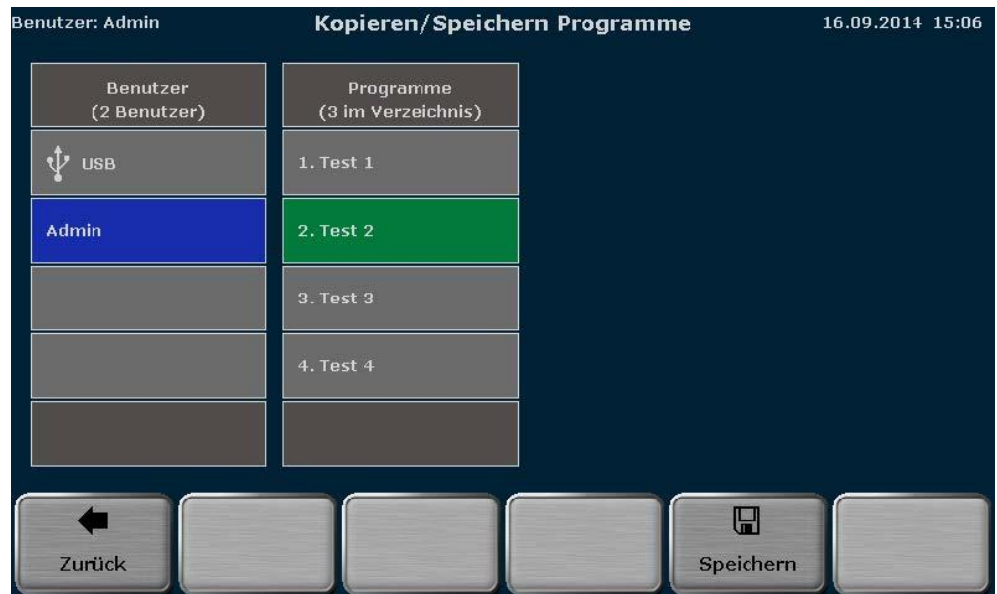 Benutzer: Admin
Kopieren/Speichern Programme
16.09.2014 15:06
Benutzer
(2 Benutzer)
Programme
(3 im Verzeichnis)
USB
1. Test 1
Admin
2. Test 2
3. Test 3
4. Test 4
Zurück
Speichern